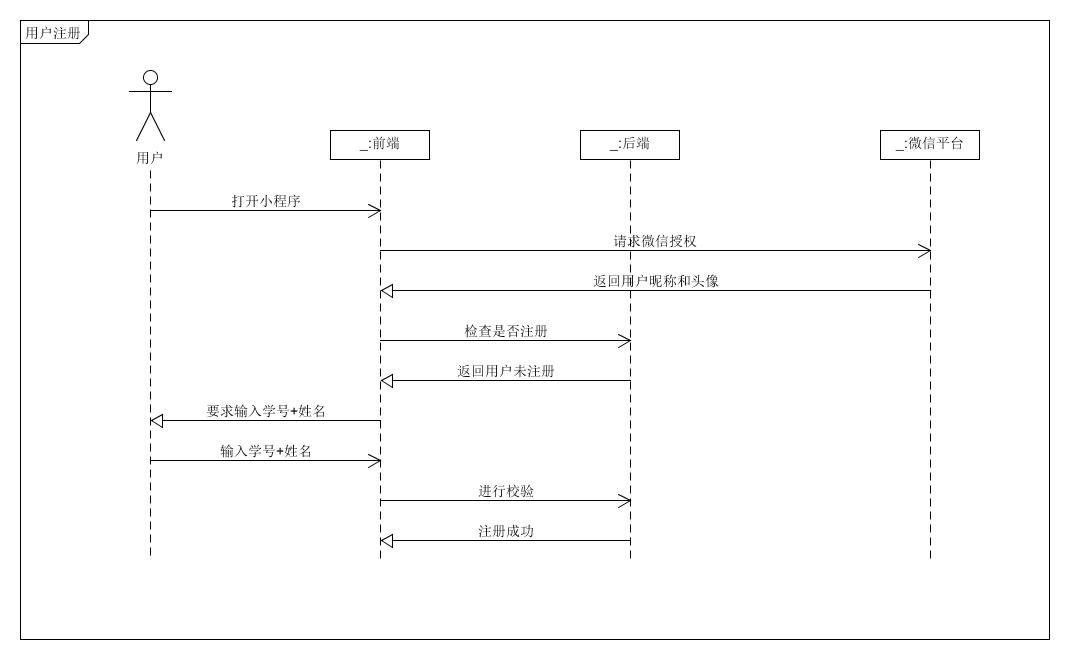 用户注册
用户
_:前端
_:后端
_:微信平台
打开小程序
请求微信授权
返回用户昵称和头像
检查是否注册
返回用户未注册
要求输入学号+姓名
输入学号+姓名
进行校验
注册成功